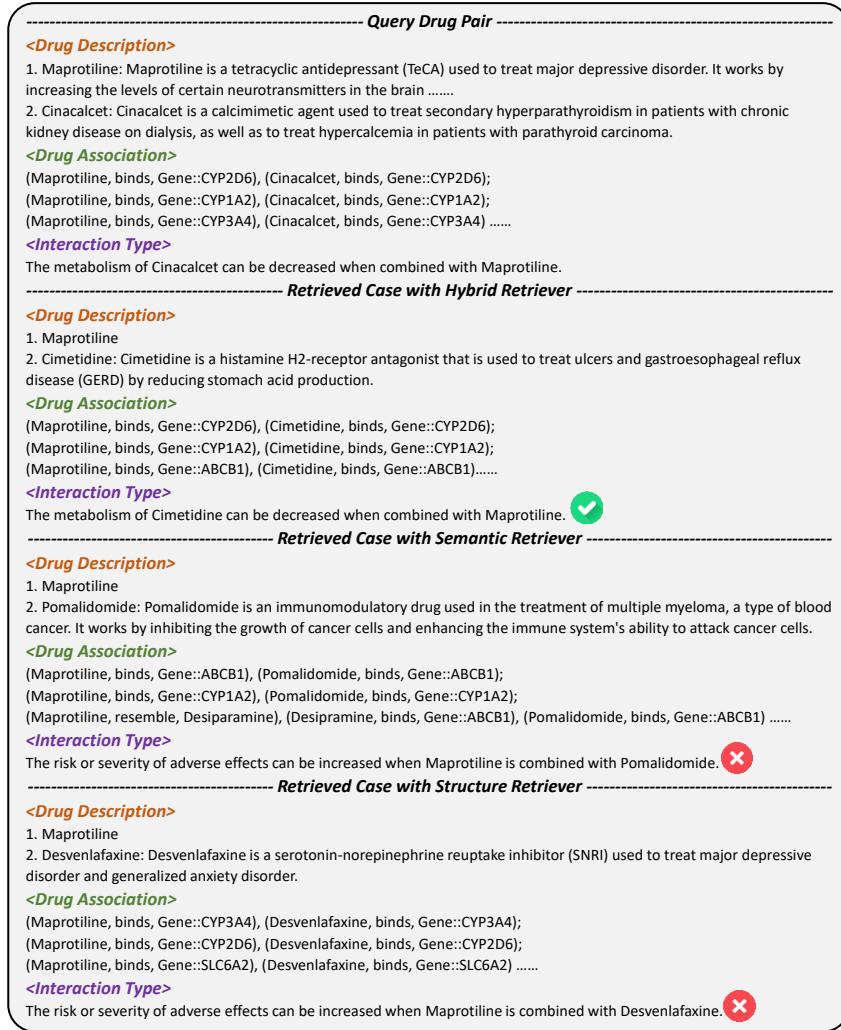 Query Drug Pair
<Drug Description>
1. Maprotiline: Maprotiline is a tetracyclic antidepressant (TeCA) used to treat major depressive disorder. It works by
increasing the levels of certain neurotransmitters in the brain …….
2. Cinacalcet: Cinacalcet is a calcimimetic agent used to treat secondary hyperparathyroidism in patients with chronic
kidney disease on dialysis, as well as to treat hypercalcemia in patients with parathyroid carcinoma.
<Drug Association>
(Maprotiline, binds, Gene::CYP2D6), (Cinacalcet, binds, Gene::CYP2D6);
(Maprotiline, binds, Gene::CYP1A2), (Cinacalcet, binds, Gene::CYP1A2);
(Maprotiline, binds, Gene::CYP3A4), (Cinacalcet, binds, Gene::CYP3A4) ……
<Interaction Type>
The metabolism of Cinacalcet can be decreased when combined with Maprotiline.
Retrieved Case with Hybrid Retriever
<Drug Description>
1. Maprotiline
2. Cimetidine: Cimetidine is a histamine H2-receptor antagonist that is used to treat ulcers and gastroesophageal reflux
disease (GERD) by reducing stomach acid production.
<Drug Association>
(Maprotiline, binds, Gene::CYP2D6), (Cimetidine, binds, Gene::CYP2D6);
(Maprotiline, binds, Gene::CYP1A2), (Cimetidine, binds, Gene::CYP1A2);
(Maprotiline, binds, Gene::ABCB1), (Cimetidine, binds, Gene::ABCB1)……
<Interaction Type>
The metabolism of Cimetidine can be decreased when combined with Maprotiline.
Retrieved Case with Semantic Retriever
<Drug Description>
1. Maprotiline
2. Pomalidomide: Pomalidomide is an immunomodulatory drug used in the treatment of multiple myeloma, a type of blood
cancer. It works by inhibiting the growth of cancer cells and enhancing the immune system's ability to attack cancer cells.
<Drug Association>
(Maprotiline, binds, Gene::ABCB1), (Pomalidomide, binds, Gene::ABCB1);
(Maprotiline, binds, Gene::CYP1A2), (Pomalidomide, binds, Gene::CYP1A2);
(Maprotiline, resemble, Desiparamine), (Desipramine, binds, Gene::ABCB1), (Pomalidomide, binds, Gene::ABCB1) ……
<Interaction Type>
The risk or severity of adverse effects can be increased when Maprotiline is combined with Pomalidomide.
Retrieved Case with Structure Retriever
<Drug Description>
1. Maprotiline
2. Desvenlafaxine: Desvenlafaxine is a serotonin-norepinephrine reuptake inhibitor (SNRI) used to treat major depressive
disorder and generalized anxiety disorder.
<Drug Association>
(Maprotiline, binds, Gene::CYP3A4), (Desvenlafaxine, binds, Gene::CYP3A4);
(Maprotiline, binds, Gene::CYP2D6), (Desvenlafaxine, binds, Gene::CYP2D6);
(Maprotiline, binds, Gene::SLC6A2), (Desvenlafaxine, binds, Gene::SLC6A2) ……
<Interaction Type>
The risk or severity of adverse effects can be increased when Maprotiline is combined with Desvenlafaxine.